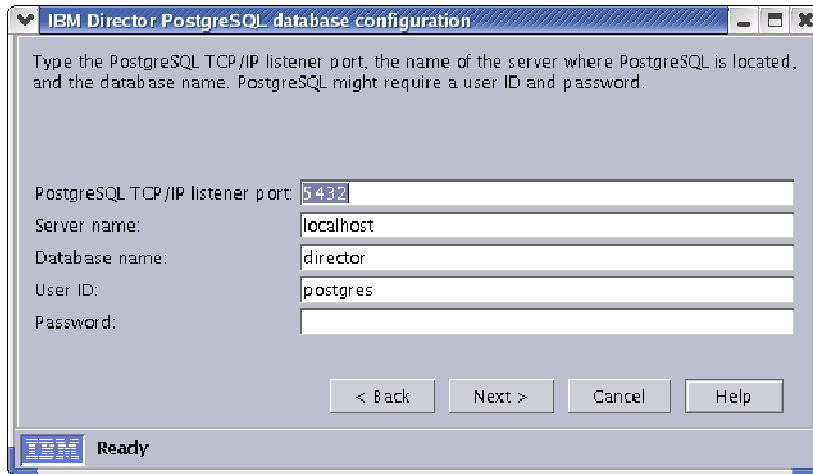 IBM Director PostgreSQL database configuration
Type the PostgreSQL TCP/IP listener port, the name of the server where PostgreSQL is located,
and the database name. PostgreSQL might require a user ID and password.
PostgreSQL TCP/IP listener port: 5432
Server name: localhost
Database name: director
User ID: postgres
Password:
< Back Next > Cancel Help
IBM Ready